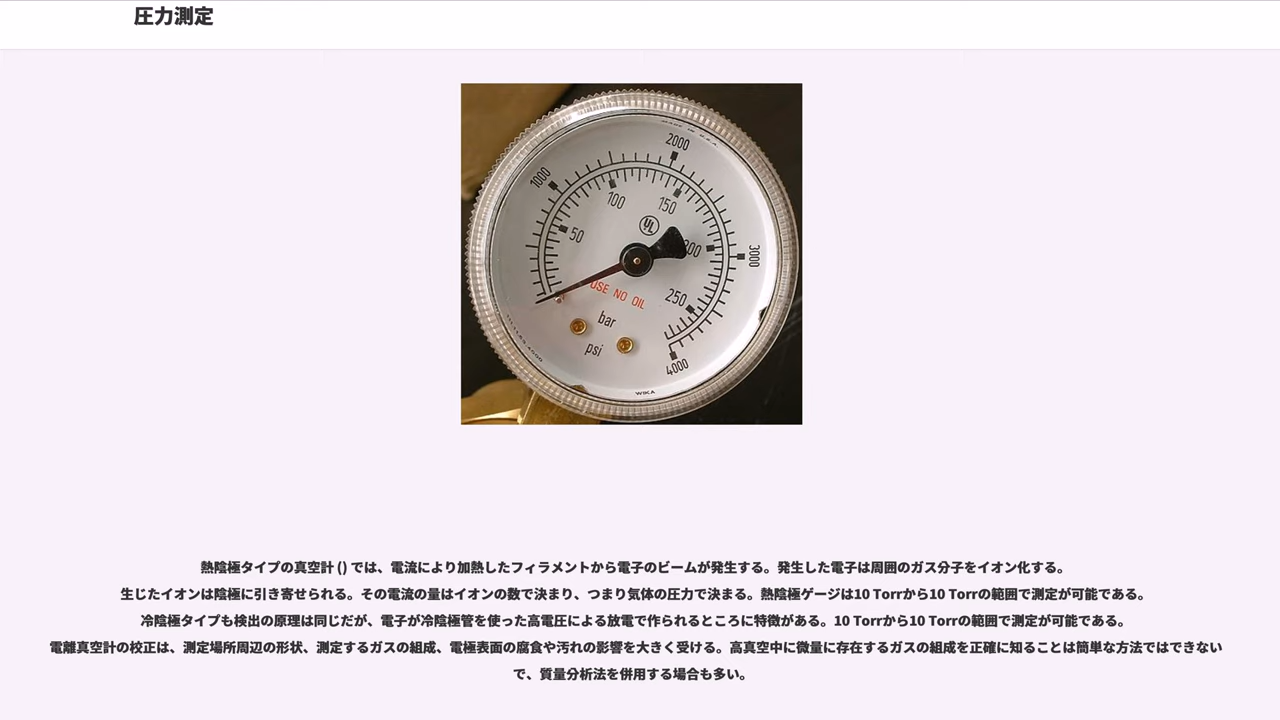 圧力測定
MADE IN U.S.A.
2000
1000
100
150
UL
50
00
3000
USE NO OIL
250
bar
psi
4000
WIKA
熱陰極タイプの真空計 () では、電流により加熱したフィラメントから電子のビームが発生する。発生した電子は周囲のガス分子をイオン化する。
生じたイオンは陰極に引き寄せられる。その電流の量はイオンの数で決まり、つまり気体の圧力で決まる。熱陰極ゲージは10 Torrから10 Torrの範囲で測定が可能である。
冷陰極タイプも検出の原理は同じだが、電子が冷陰極管を使った高電圧による放電で作られるところに特徴がある。10 Torrから10 Torrの範囲で測定が可能である。
電離真空計の校正は、測定場所周辺の形状、測定するガスの組成、電極表面の腐食や汚れの影響を大きく受ける。高真空中に微量に存在するガスの組成を正確に知ることは簡単な方法ではできない
で、質量分析法を併用する場合も多い。